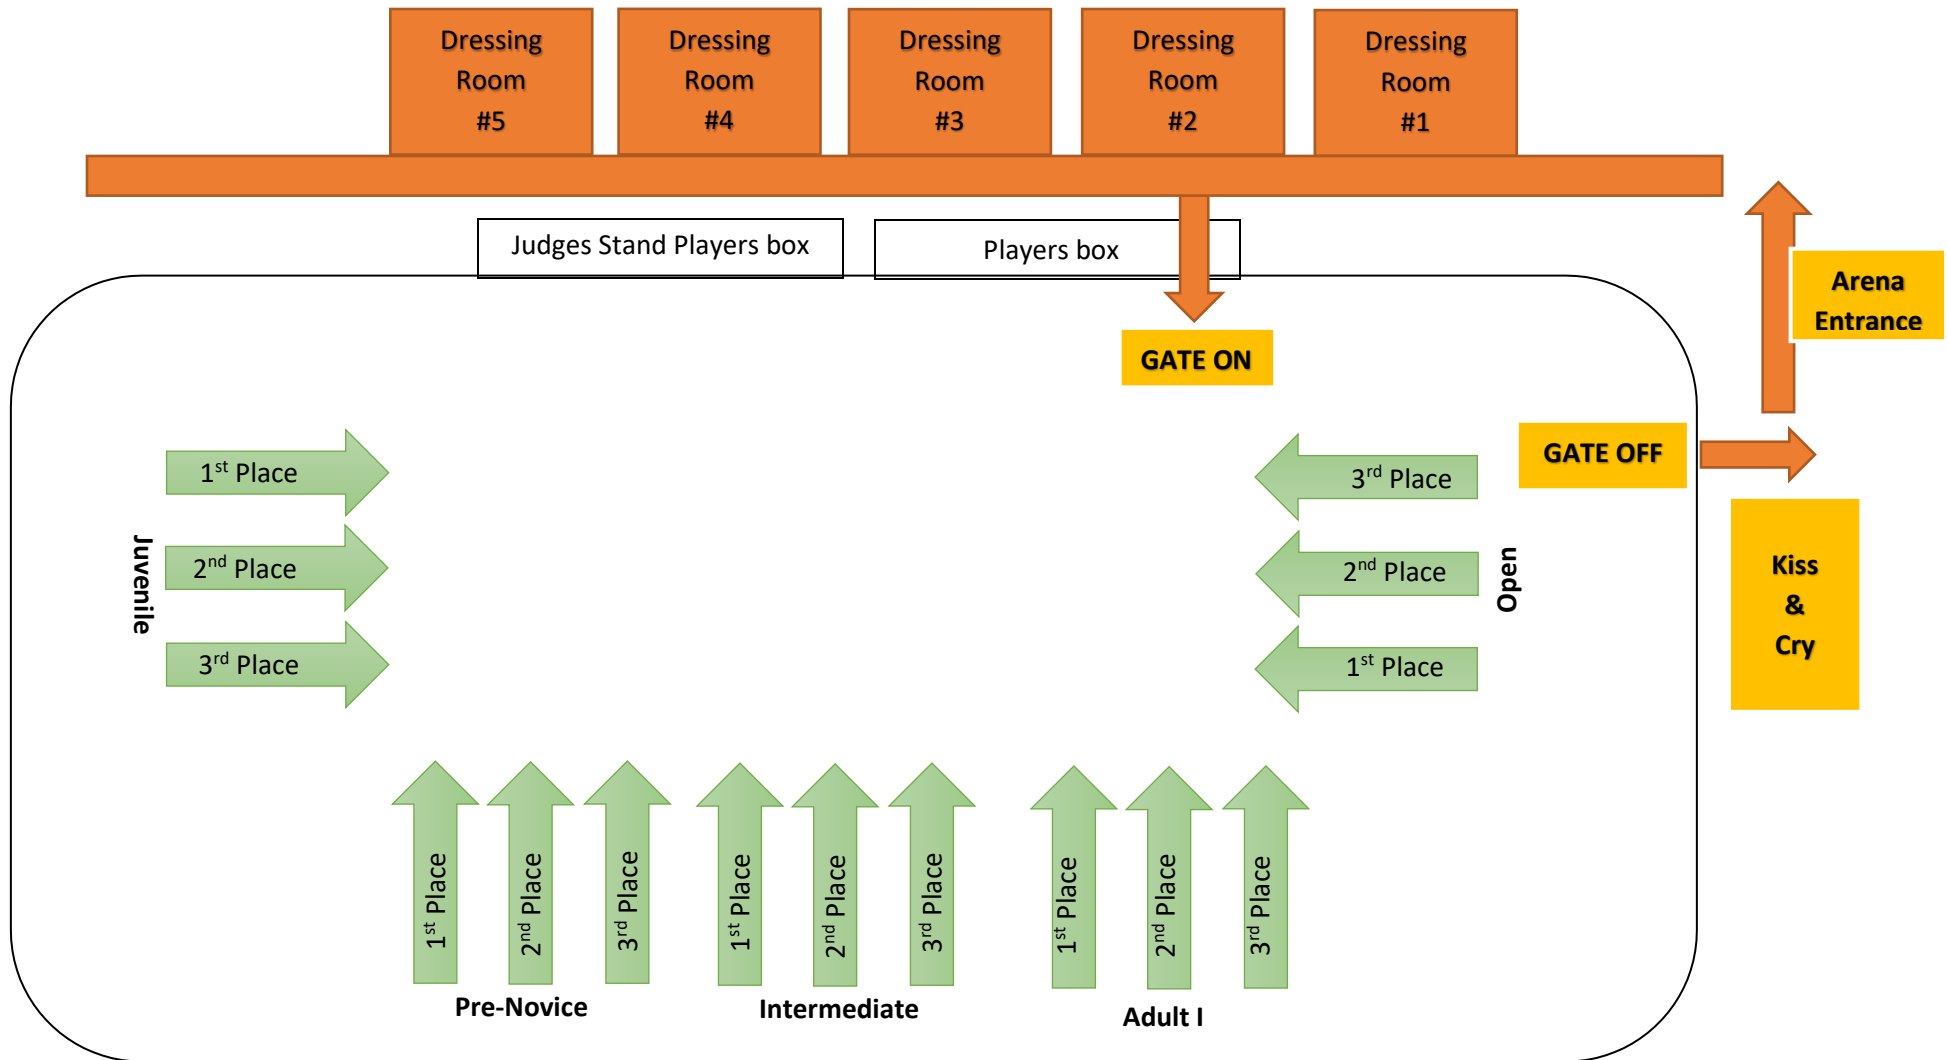 Dressing
Room
#5
Dressing
Room
#4
Dressing
Room
#3
Dressing
Room
#2
Dressing
Room
#1
Judges Stand Players box
Players box
Arena
Entrance
GATE ON
GATE OFF
1st Place
2nd Place
3rd Place
Juvenile
3rd Place
2nd Place
1st Place
Open
Kiss
&
Cry
1st Place
2nd Place
3rd Place
Pre-Novice
1st Place
2nd Place
3rd Place
Intermediate
1st Place
2nd Place
3rd Place
Adult I